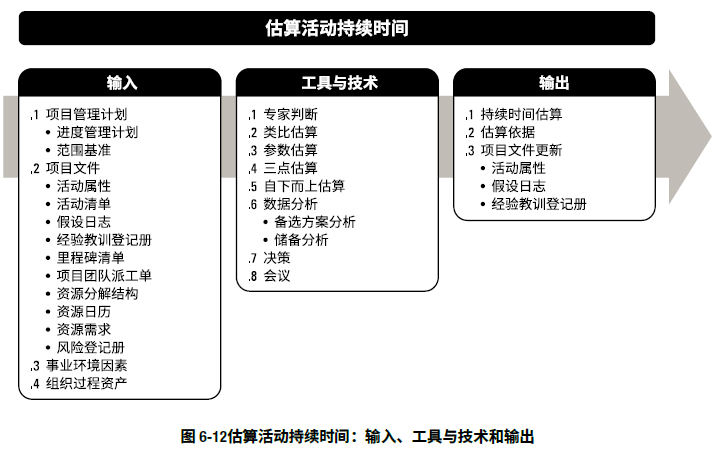 估算活动持续时间
输入
.1 项目管理计划
• 进度管理计划
• 范围基准
.2 项目文件
• 活动属性
• 活动清单
• 假设日志
• 经验教训登记册
• 里程碑清单
• 项目团队派工单
• 资源分解结构
• 资源日历
• 资源需求
• 风险登记册
.3 事业环境因素
.4 组织过程资产
工具与技术
.1 专家判断
.2 类比估算
.3 参数估算
.4 三点估算
.5 自下而上估算
.6 数据分析
• 备选方案分析
• 储备分析
.7 决策
.8 会议
输出
.1 持续时间估算
.2 估算依据
.3 项目文件更新
• 活动属性
• 假设日志
• 经验教训登记册
图 6-12估算活动持续时间：输入、工具与技术和输出